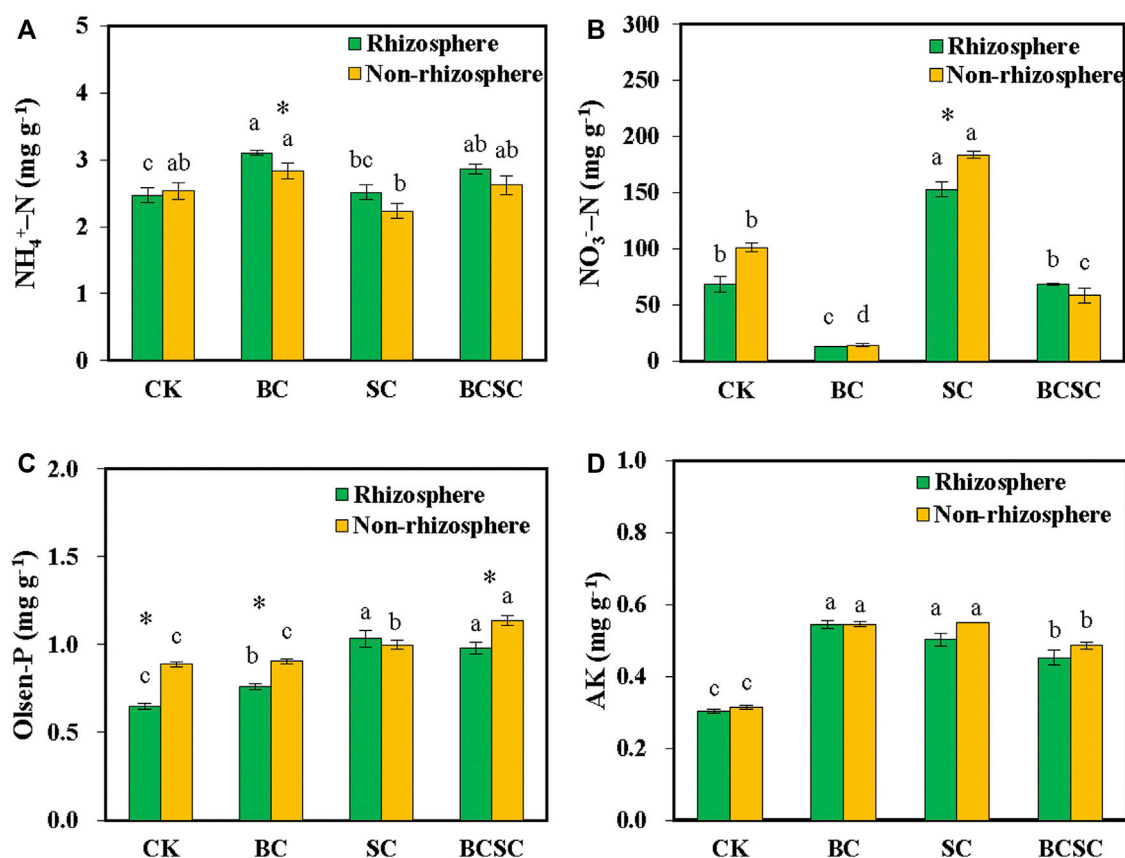 A
NH₄⁺–N (mg g⁻¹)
5
4
3
2
1
0
Rhizosphere
Non-rhizosphere
c ab
a * a
bc b
ab ab
CK BC SC BCSC
B
NO₃⁻–N (mg g⁻¹)
300
250
200
150
100
50
0
Rhizosphere
Non-rhizosphere
b b
c d
* a a
b c
CK BC SC BCSC
C
Olsen-P (mg g⁻¹)
2.0
1.5
1.0
0.5
0.0
Rhizosphere
Non-rhizosphere
* c c
* b c
a b
a * a
CK BC SC BCSC
D
AK (mg g⁻¹)
1.0
0.8
0.6
0.4
0.2
0.0
Rhizosphere
Non-rhizosphere
c c
a a
a a
b b
CK BC SC BCSC